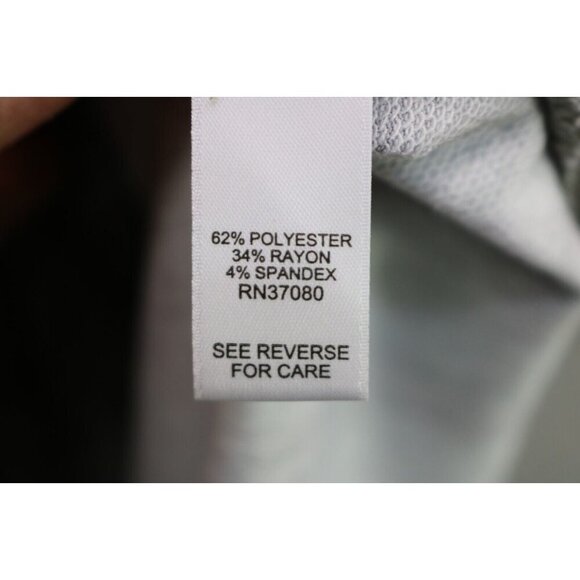 62% POLYESTER
34% RAYON
4% SPANDEX
RN37080
SEE REVERSE
FOR CARE